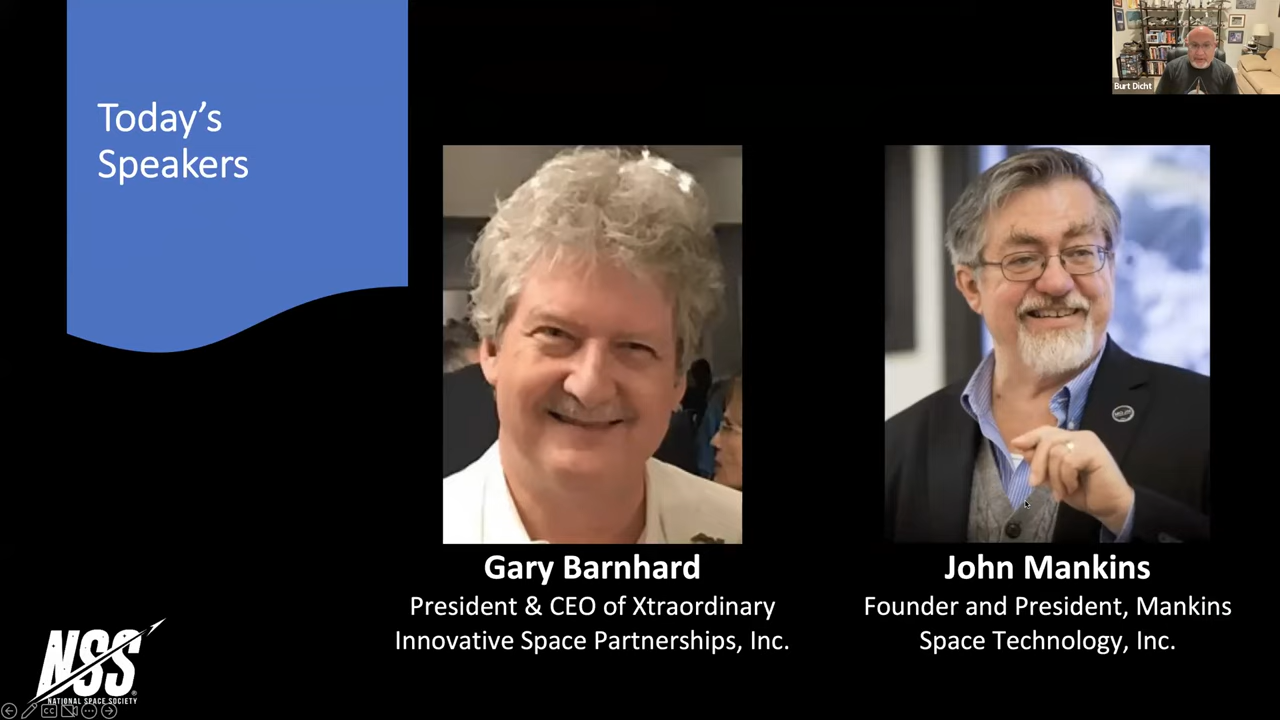 Today's
Speakers
Burt Dicht
Gary Barnhard
President & CEO of Xtraordinary
Innovative Space Partnerships, Inc.
John Mankins
Founder and President, Mankins
Space Technology, Inc.
NSS
NATIONAL SPACE SOCIETY
CC